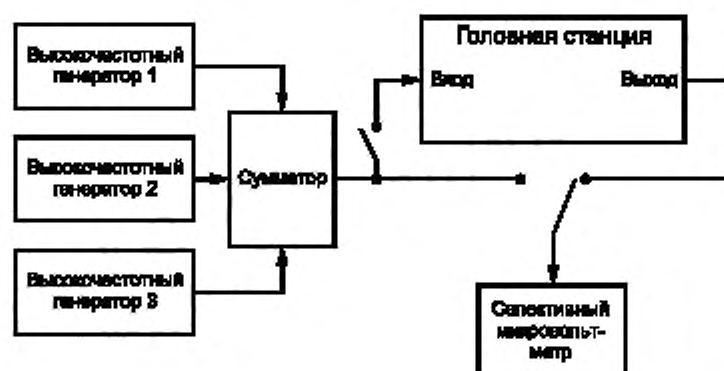 Высокочастотный
генератор 1
Головная станция
Вход
Выход
Высокочастотный
генератор 2
Сумматор
Высокочастотный
генератор 3
Селективный
микровольт-
метр